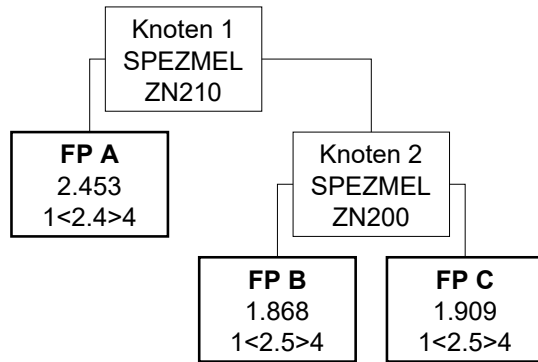 Knoten 1
SPEZMEL
ZN210
FP A
2.453
1<2.4>4
Knoten 2
SPEZMEL
ZN200
FP B
1.868
1<2.5>4
FP C
1.909
1<2.5>4